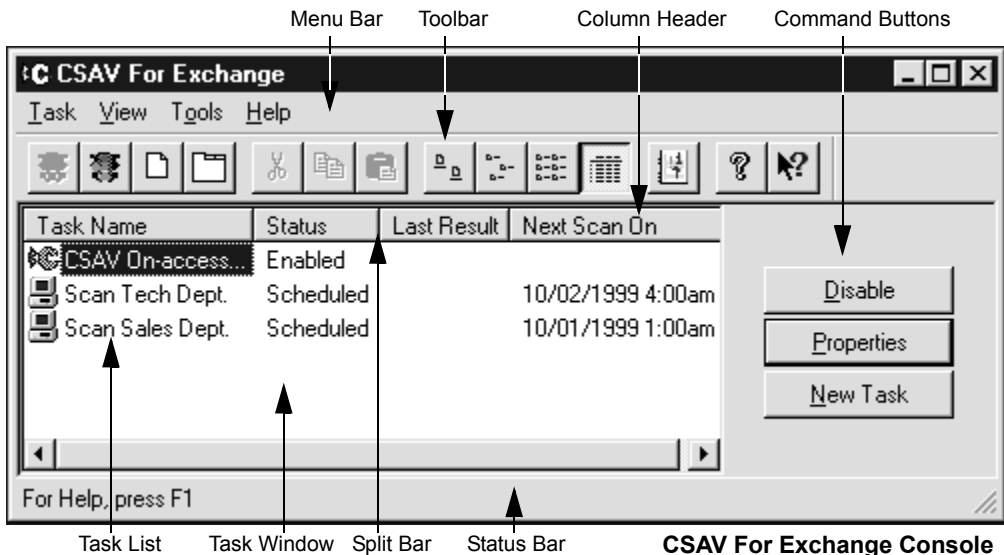 Menu Bar Toolbar Column Header Command Buttons
CSAV For Exchange
Task View Tools Help
Task Name Status Last Result Next Scan On
CSAV On-access... Enabled
Scan Tech Dept. Scheduled 10/02/1999 4:00am
Scan Sales Dept. Scheduled 10/01/1999 1:00am
Disable
Properties
New Task
For Help, press F1
Task List Task Window Split Bar Status Bar CSAV For Exchange Console